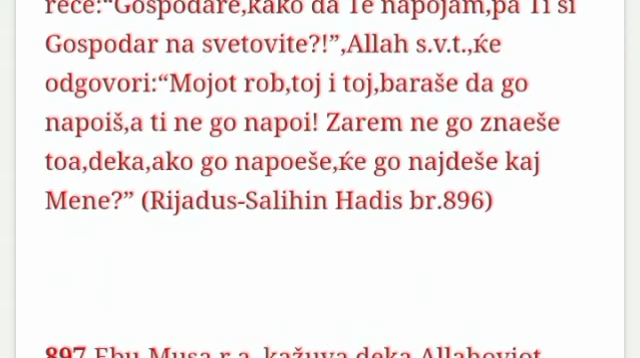 reče:“Gospodare,kako da Te napojam,pa Ti si
Gospodar na svetovite?!”,Allah s.v.t.,ḱe
odgovori:“Mojot rob,toj i toj,baraše da go
napoiš,a ti ne go napoi! Zarem ne go znaeše
toa,deka,ako go napoeše,ḱe go najdeše kaj
Mene?” (Rijadus-Salihin Hadis br.896)
897 Ebu Musa r.a. kažuva deka Allahoviot